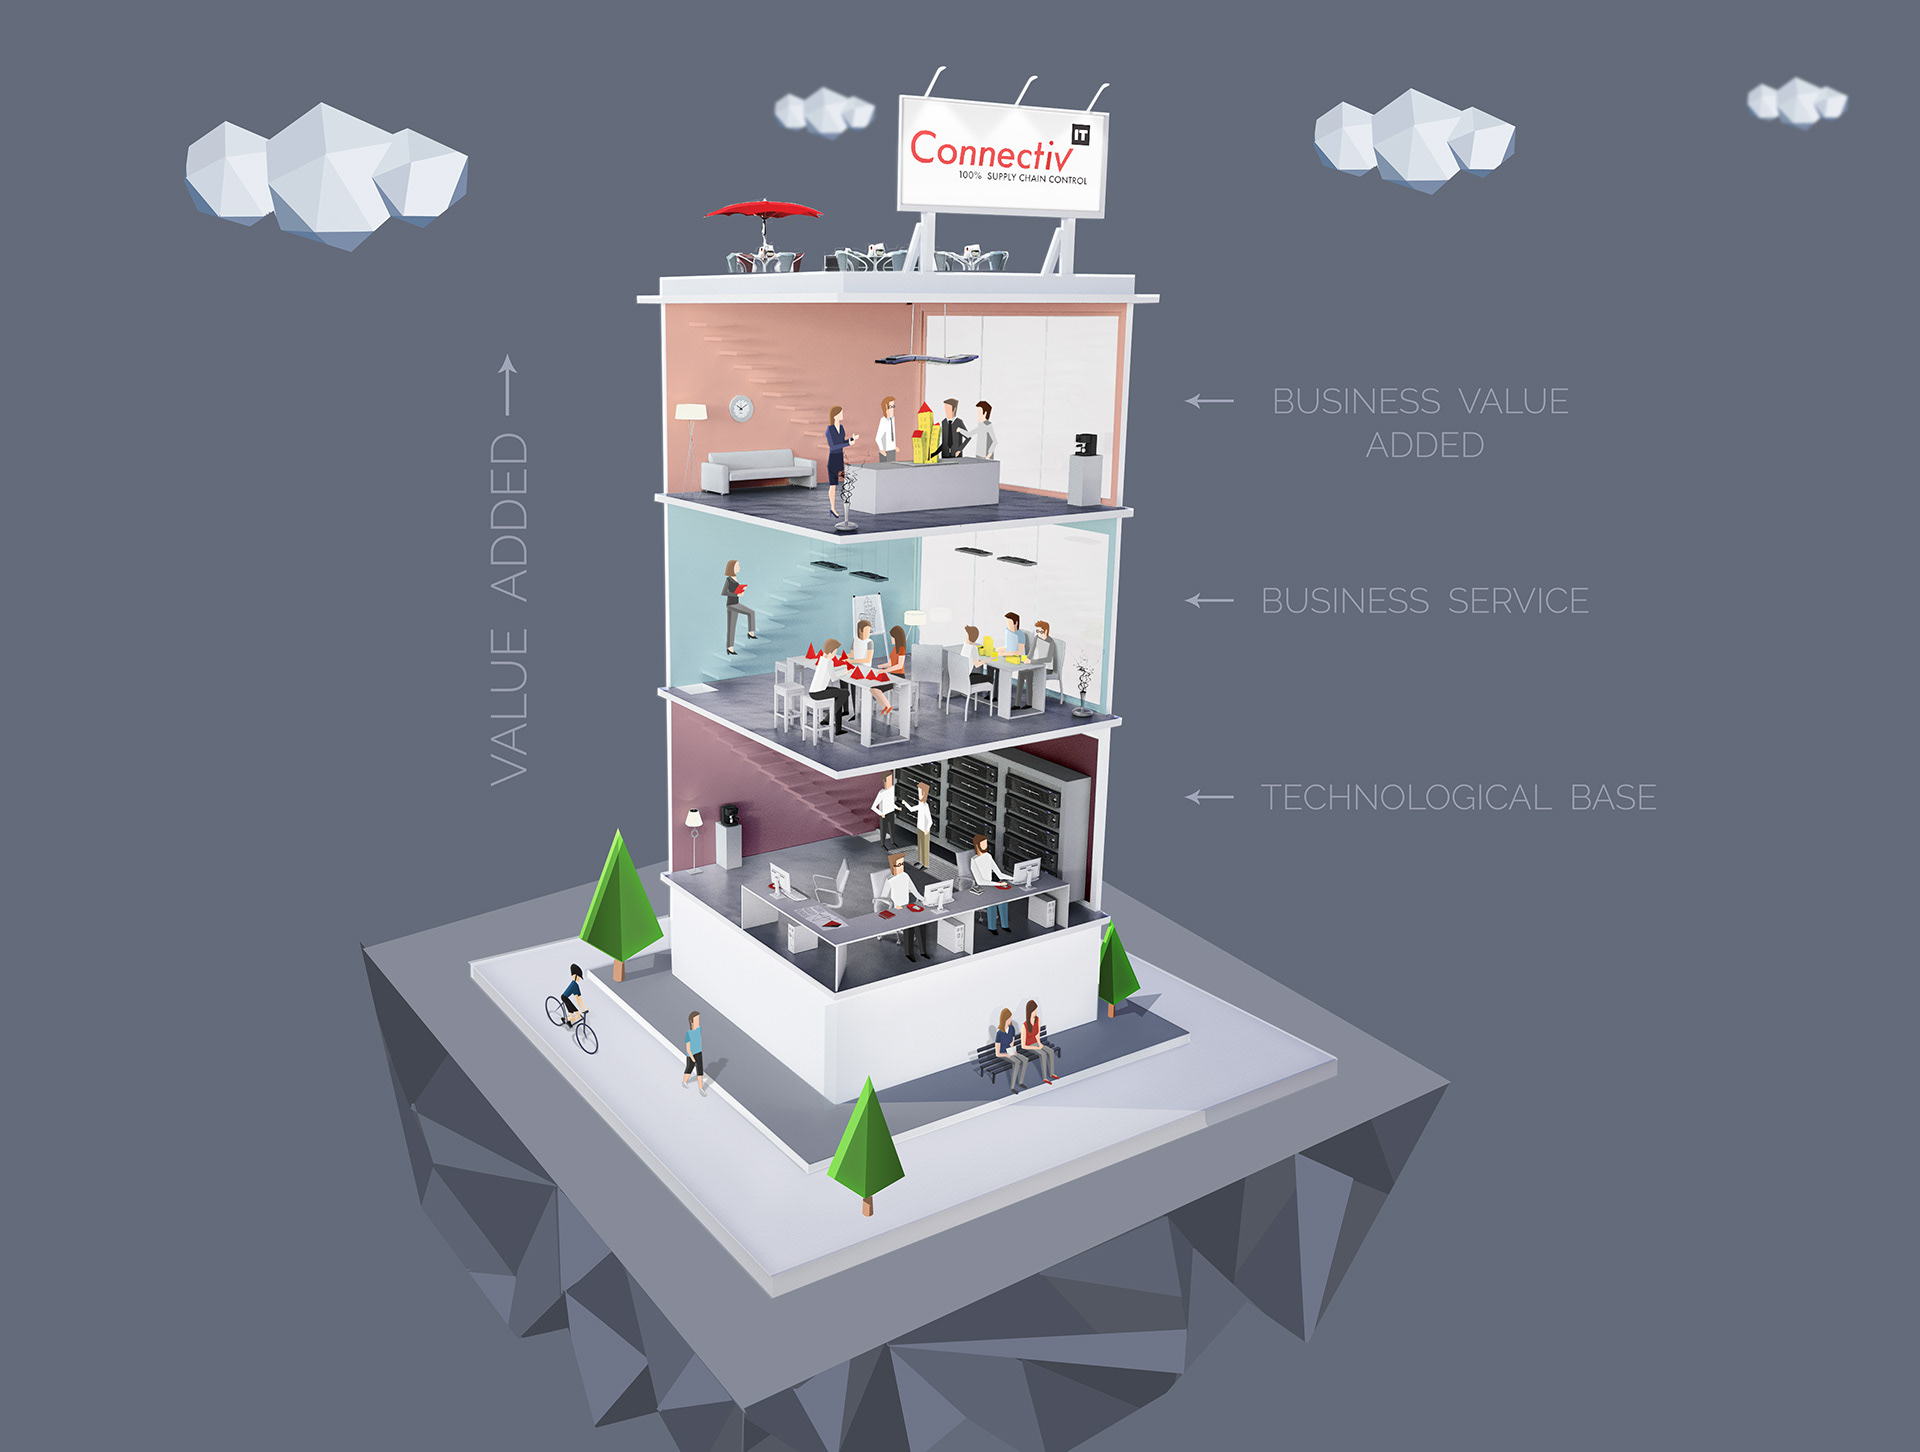 Connectiv IT
100% SUPPLY CHAIN CONTROL
VALUE ADDED
BUSINESS VALUE
ADDED
BUSINESS SERVICE
TECHNOLOGICAL BASE